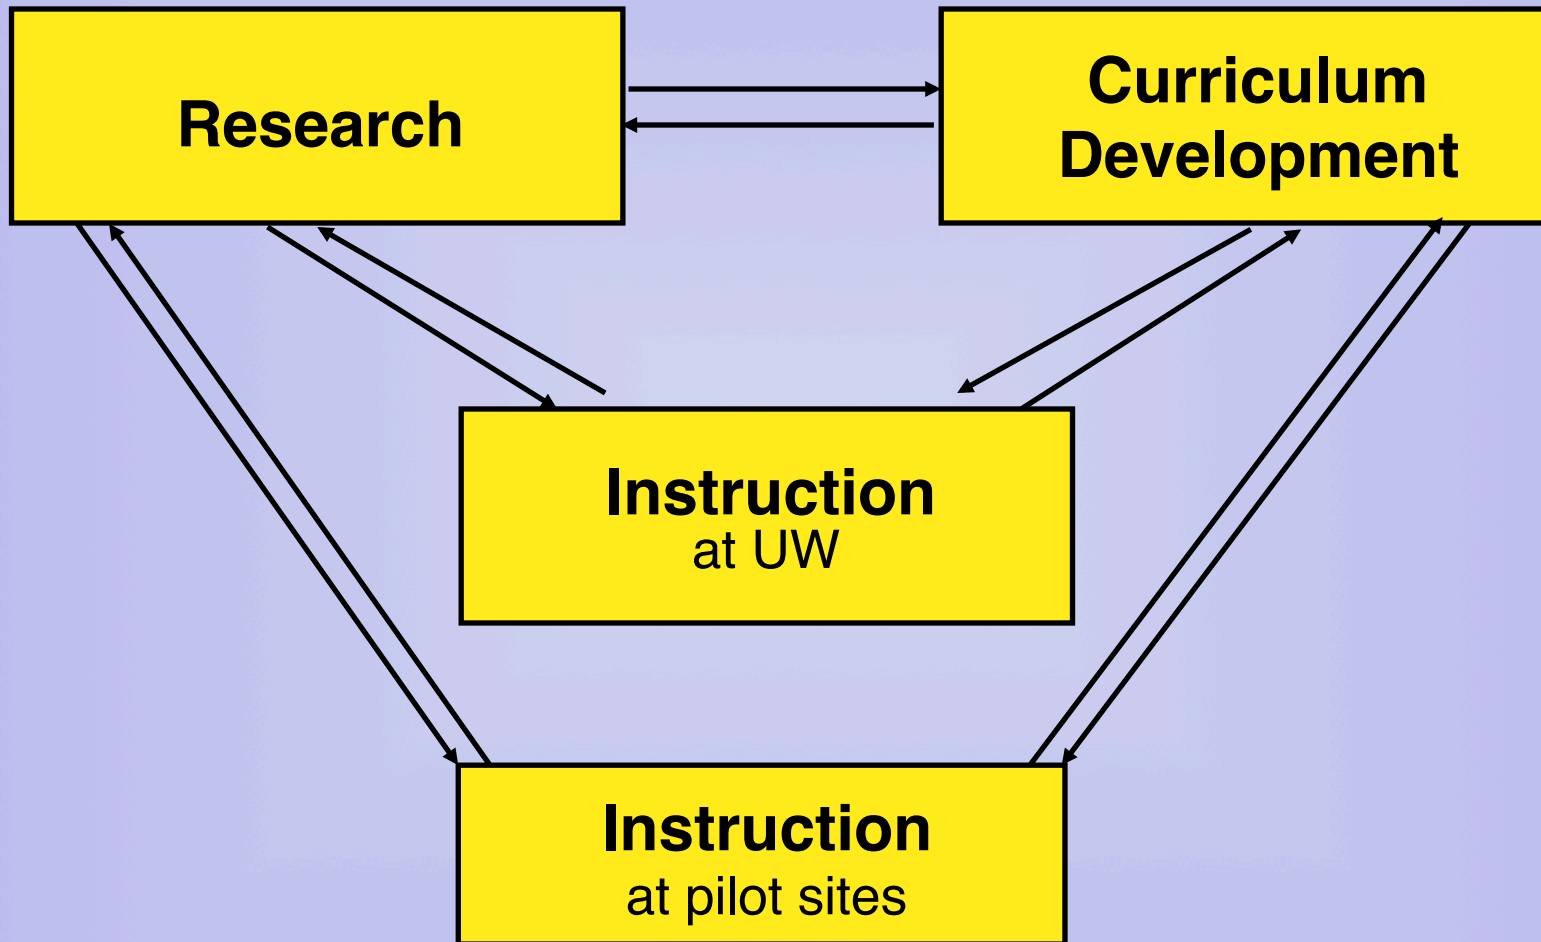 Research
Curriculum
Development
Instruction
at UW
Instruction
at pilot sites